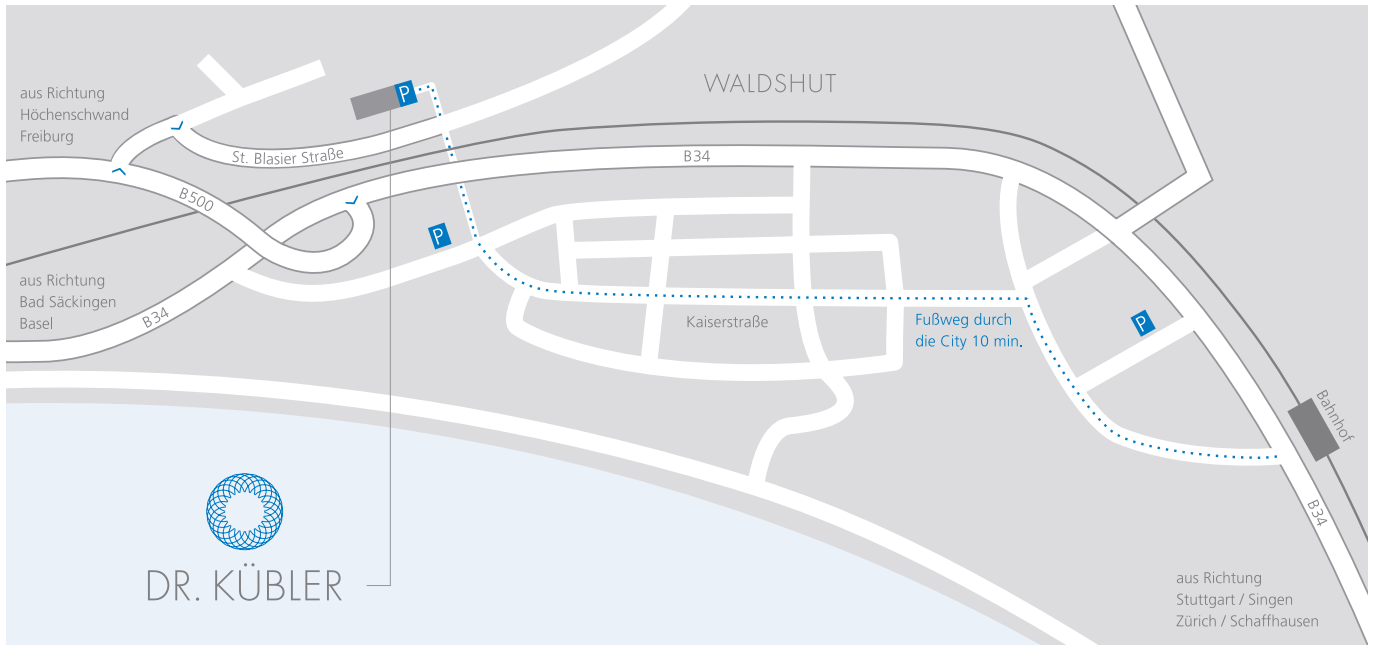 WALDSHUT
aus Richtung
Höchenschwand
Freiburg
P
St. Blasier Straße
B34
B500
P
aus Richtung
Bad Säckingen
Basel
B34
Kaiserstraße
Fußweg durch
die City 10 min.
P
Bahnhof
B34
DR. KÜBLER
aus Richtung
Stuttgart / Singen
Zürich / Schaffhausen